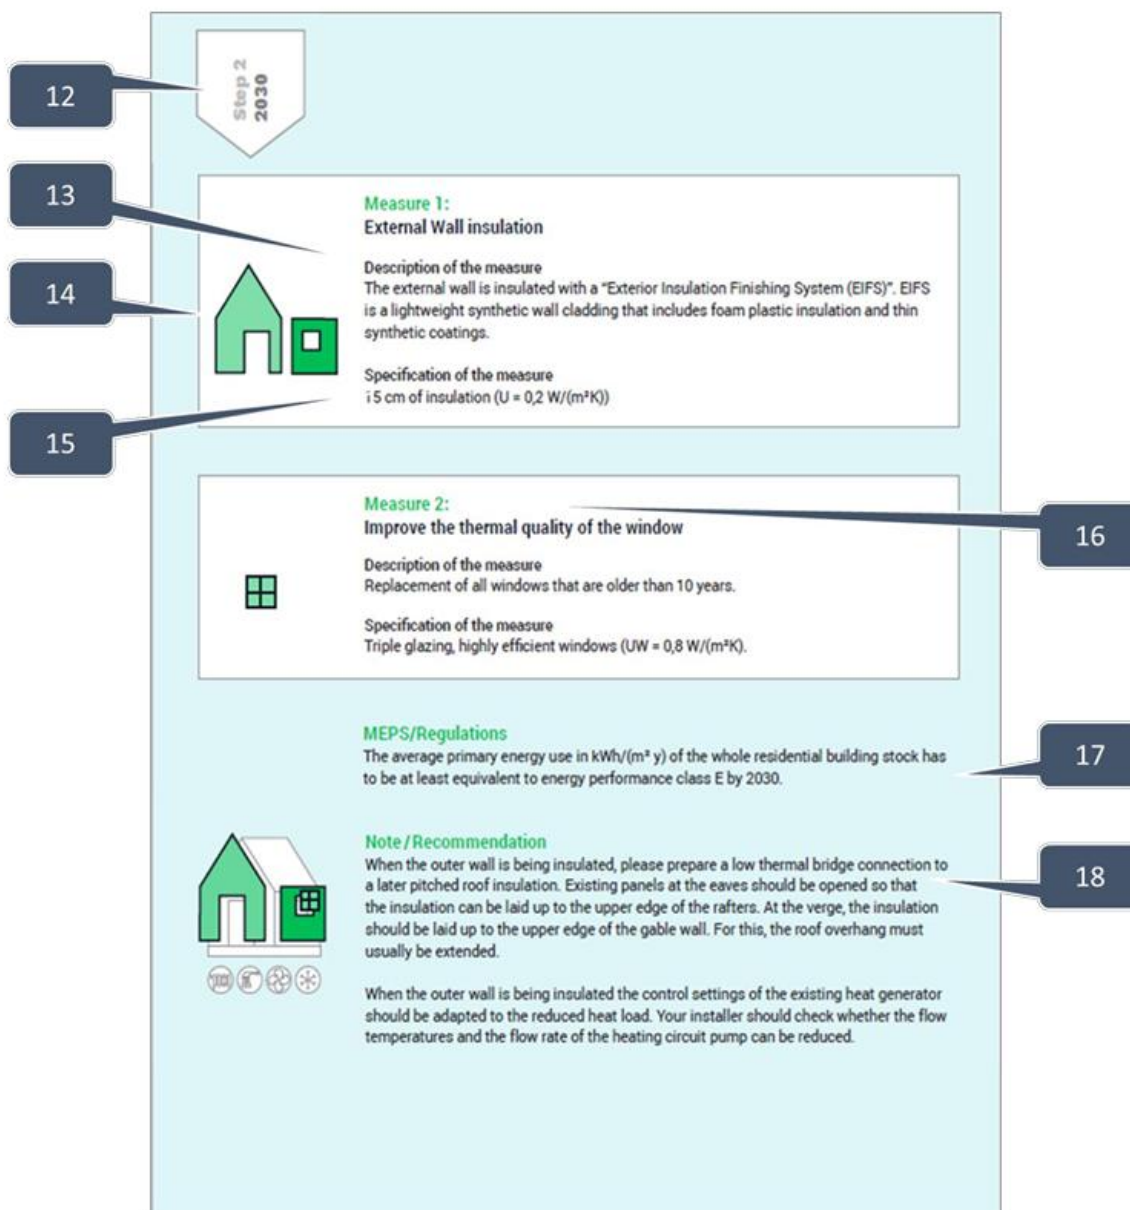 12
Step 2
2030
13
Measure 1:
External Wall insulation
Description of the measure
14
The external wall is insulated with a “Exterior Insulation Finishing System (EIFS)”. EIFS
is a lightweight synthetic wall cladding that includes foam plastic insulation and thin
synthetic coatings.
Specification of the measure
15
5 cm of insulation (U = 0,2 W/(m²K))
Measure 2:
16
Improve the thermal quality of the window
Description of the measure
Replacement of all windows that are older than 10 years.
Specification of the measure
Triple glazing, highly efficient windows (UW = 0,8 W/(m²K).
MEPS/Regulations
17
The average primary energy use in kWh/(m² y) of the whole residential building stock has
to be at least equivalent to energy performance class E by 2030.
Note/Recommendation
18
When the outer wall is being insulated, please prepare a low thermal bridge connection to
a later pitched roof insulation. Existing panels at the eaves should be opened so that
the insulation can be laid up to the upper edge of the rafters. At the verge, the insulation
should be laid up to the upper edge of the gable wall. For this, the roof overhang must
usually be extended.
When the outer wall is being insulated the control settings of the existing heat generator
should be adapted to the reduced heat load. Your installer should check whether the flow
temperatures and the flow rate of the heating circuit pump can be reduced.